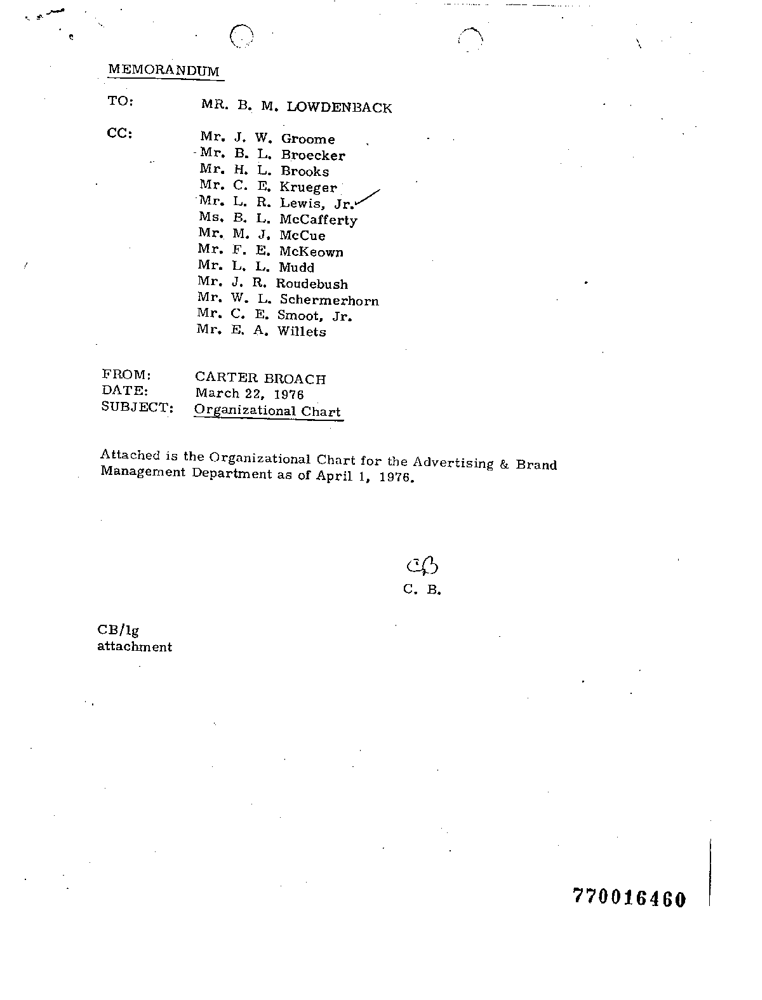 MEMORANDUM
TO: MR. B. M. LOWDENBACK
CC: Mr. J. W. Groome
Mr. B. L. Broecker
Mr. H. L. Brooks
Mr. C. E. Krueger
Mr. L. R. Lewis, Jr.
Ms. B. L. McCafferty
Mr. M. J. McCue
Mr. F. E. McKeown
Mr. L. L. Mudd
Mr. J. R. Roudebush
Mr. W. L. Schermerhorn
Mr. C. E. Smoot, Jr.
Mr. E. A. Willets
FROM: CARTER BROACH
DATE: March 22, 1976
SUBJECT: Organizational Chart
Attached is the Organizational Chart for the Advertising & Brand
Management Department as of April 1, 1976.
CB
C. B.
CB/lg
attachment
770016460